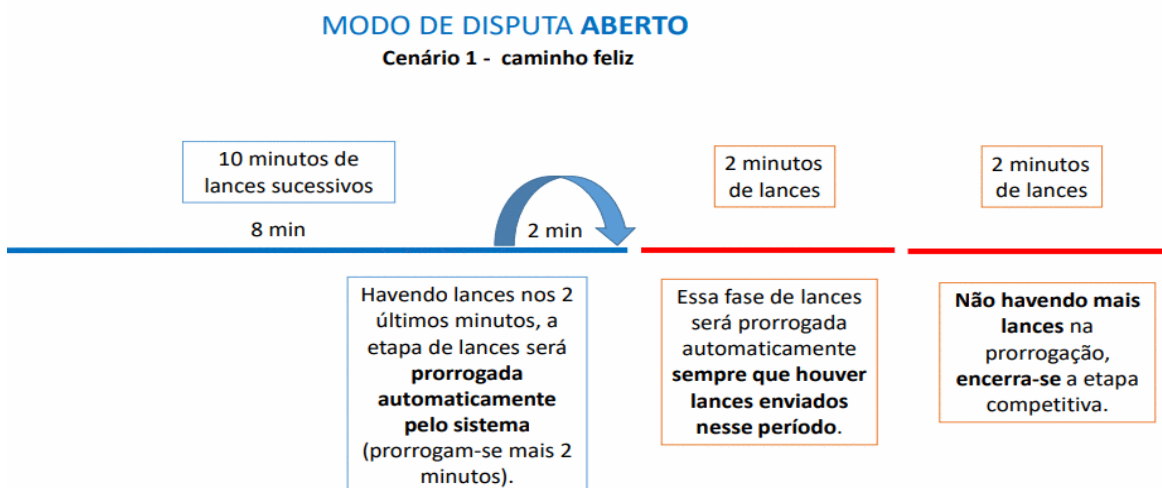 MODO DE DISPUTA ABERTO
Cenário 1 - caminho feliz
10 minutos de
lances sucessivos
8 min
2 min
2 minutos
de lances
2 minutos
de lances
Havendo lances nos 2
últimos minutos, a
etapa de lances será
prorrogada
automaticamente
pelo sistema
(prorrogam-se mais 2
minutos).
Essa fase de lances
será prorrogada
automaticamente
sempre que houver
lances enviados
nesse período.
Não havendo mais
lances na
prorrogação,
encerra-se a etapa
competitiva.